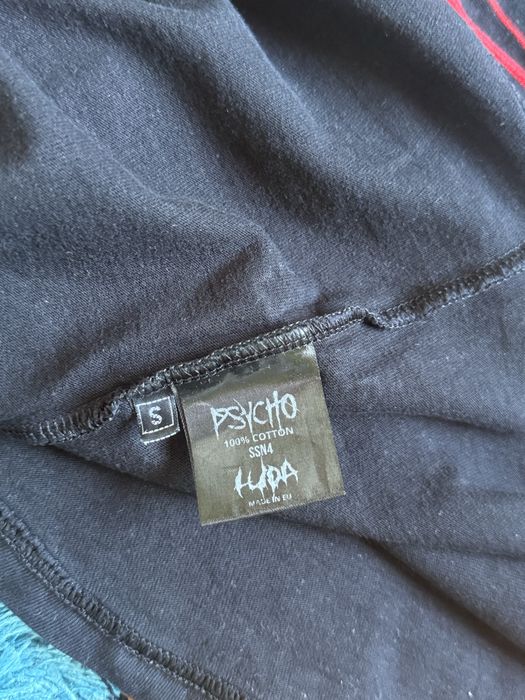 S
PSYCHO
100% COTTON
SSN4
LUDA
MADE IN EU